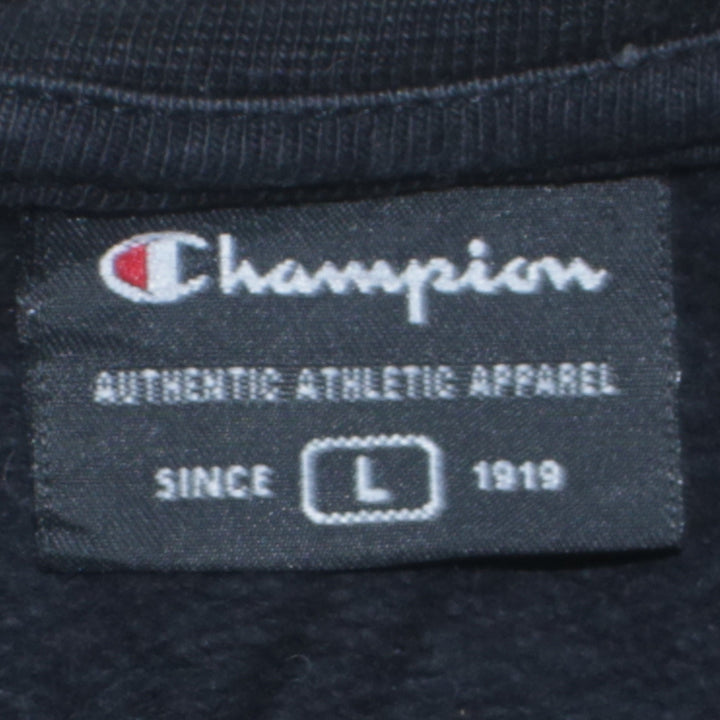 Champion
AUTHENTIC ATHLETIC APPAREL
SINCE L 1919